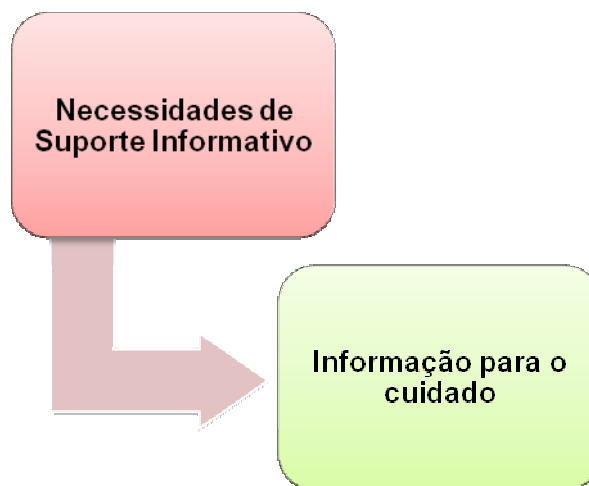 Necessidades de
Suporte Informativo
Informação para o
cuidado